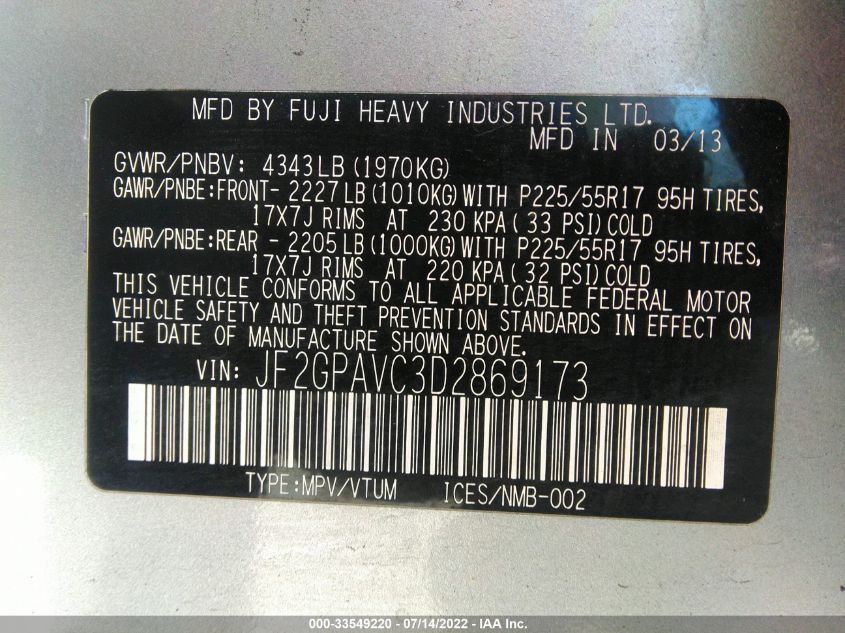 MFD BY FUJI HEAVY INDUSTRIES LTD.
MFD IN 03/13
GVWR/PNBV: 4343LB (1970KG)
GAWR/PNBE:FRONT- 2227LB(1010KG)WITH P225/55R17 95H TIRES,
17X7J RIMS AT 230 KPA(33 PSI)COLD
GAWR/PNBE:REAR - 2205LB(1000KG)WITH P225/55R17 95H TIRES,
17X7J RIMS AT 220 KPA(32 PSI)COLD
THIS VEHICLE CONFORMS TO ALL APPLICABLE FEDERAL MOTOR
VEHICLE SAFETY AND THEFT PREVENTION STANDARDS IN EFFECT ON
THE DATE OF MANUFACTURE SHOWN ABOVE.
VIN: JF2GPAVC3D2869173
TYPE:MPV/VTUM ICES/NMB-002
000-33549220 - 07/14/2022 - IAA Inc.